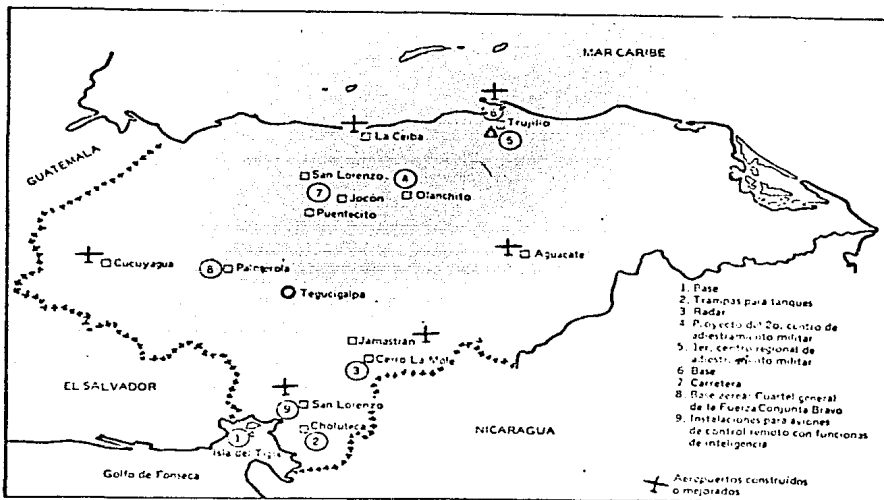 MAR CARIBE
GUATEMALA
La Ceiba
6
Trujillo
5
San Lorenzo
4
7
Jocón
Olanchito
Puentecito
Cucuyagua
8
Palmerola
Aguacate
Tegucigalpa
Jamastrán
3
Cerro La Mole
EL SALVADOR
9
San Lorenzo
Choluteca
1
2
Isla del Tigre
NICARAGUA
Golfo de Fonseca
1. Base
2. Trampas para tanques
3 Radar
4 Proyecto del 2o. centro de
adiestramiento militar
5. 1er. centro regional de
adiestramiento militar
6 Base
7 Carretera
8. Base aérea: Cuartel general
de la Fuerza Conjunta Bravo
9. Instalaciones para aviones
de control remoto con funciones
de inteligencia
Aeropuertos construidos
o mejorados